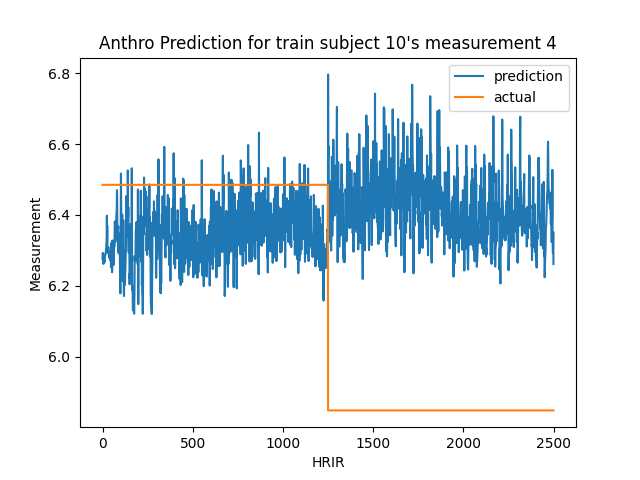 Anthro Prediction for train subject 10's measurement 4
prediction
actual
Measurement
6.8
6.6
6.4
6.2
6.0
0
500
1000
1500
2000
2500
HRIR